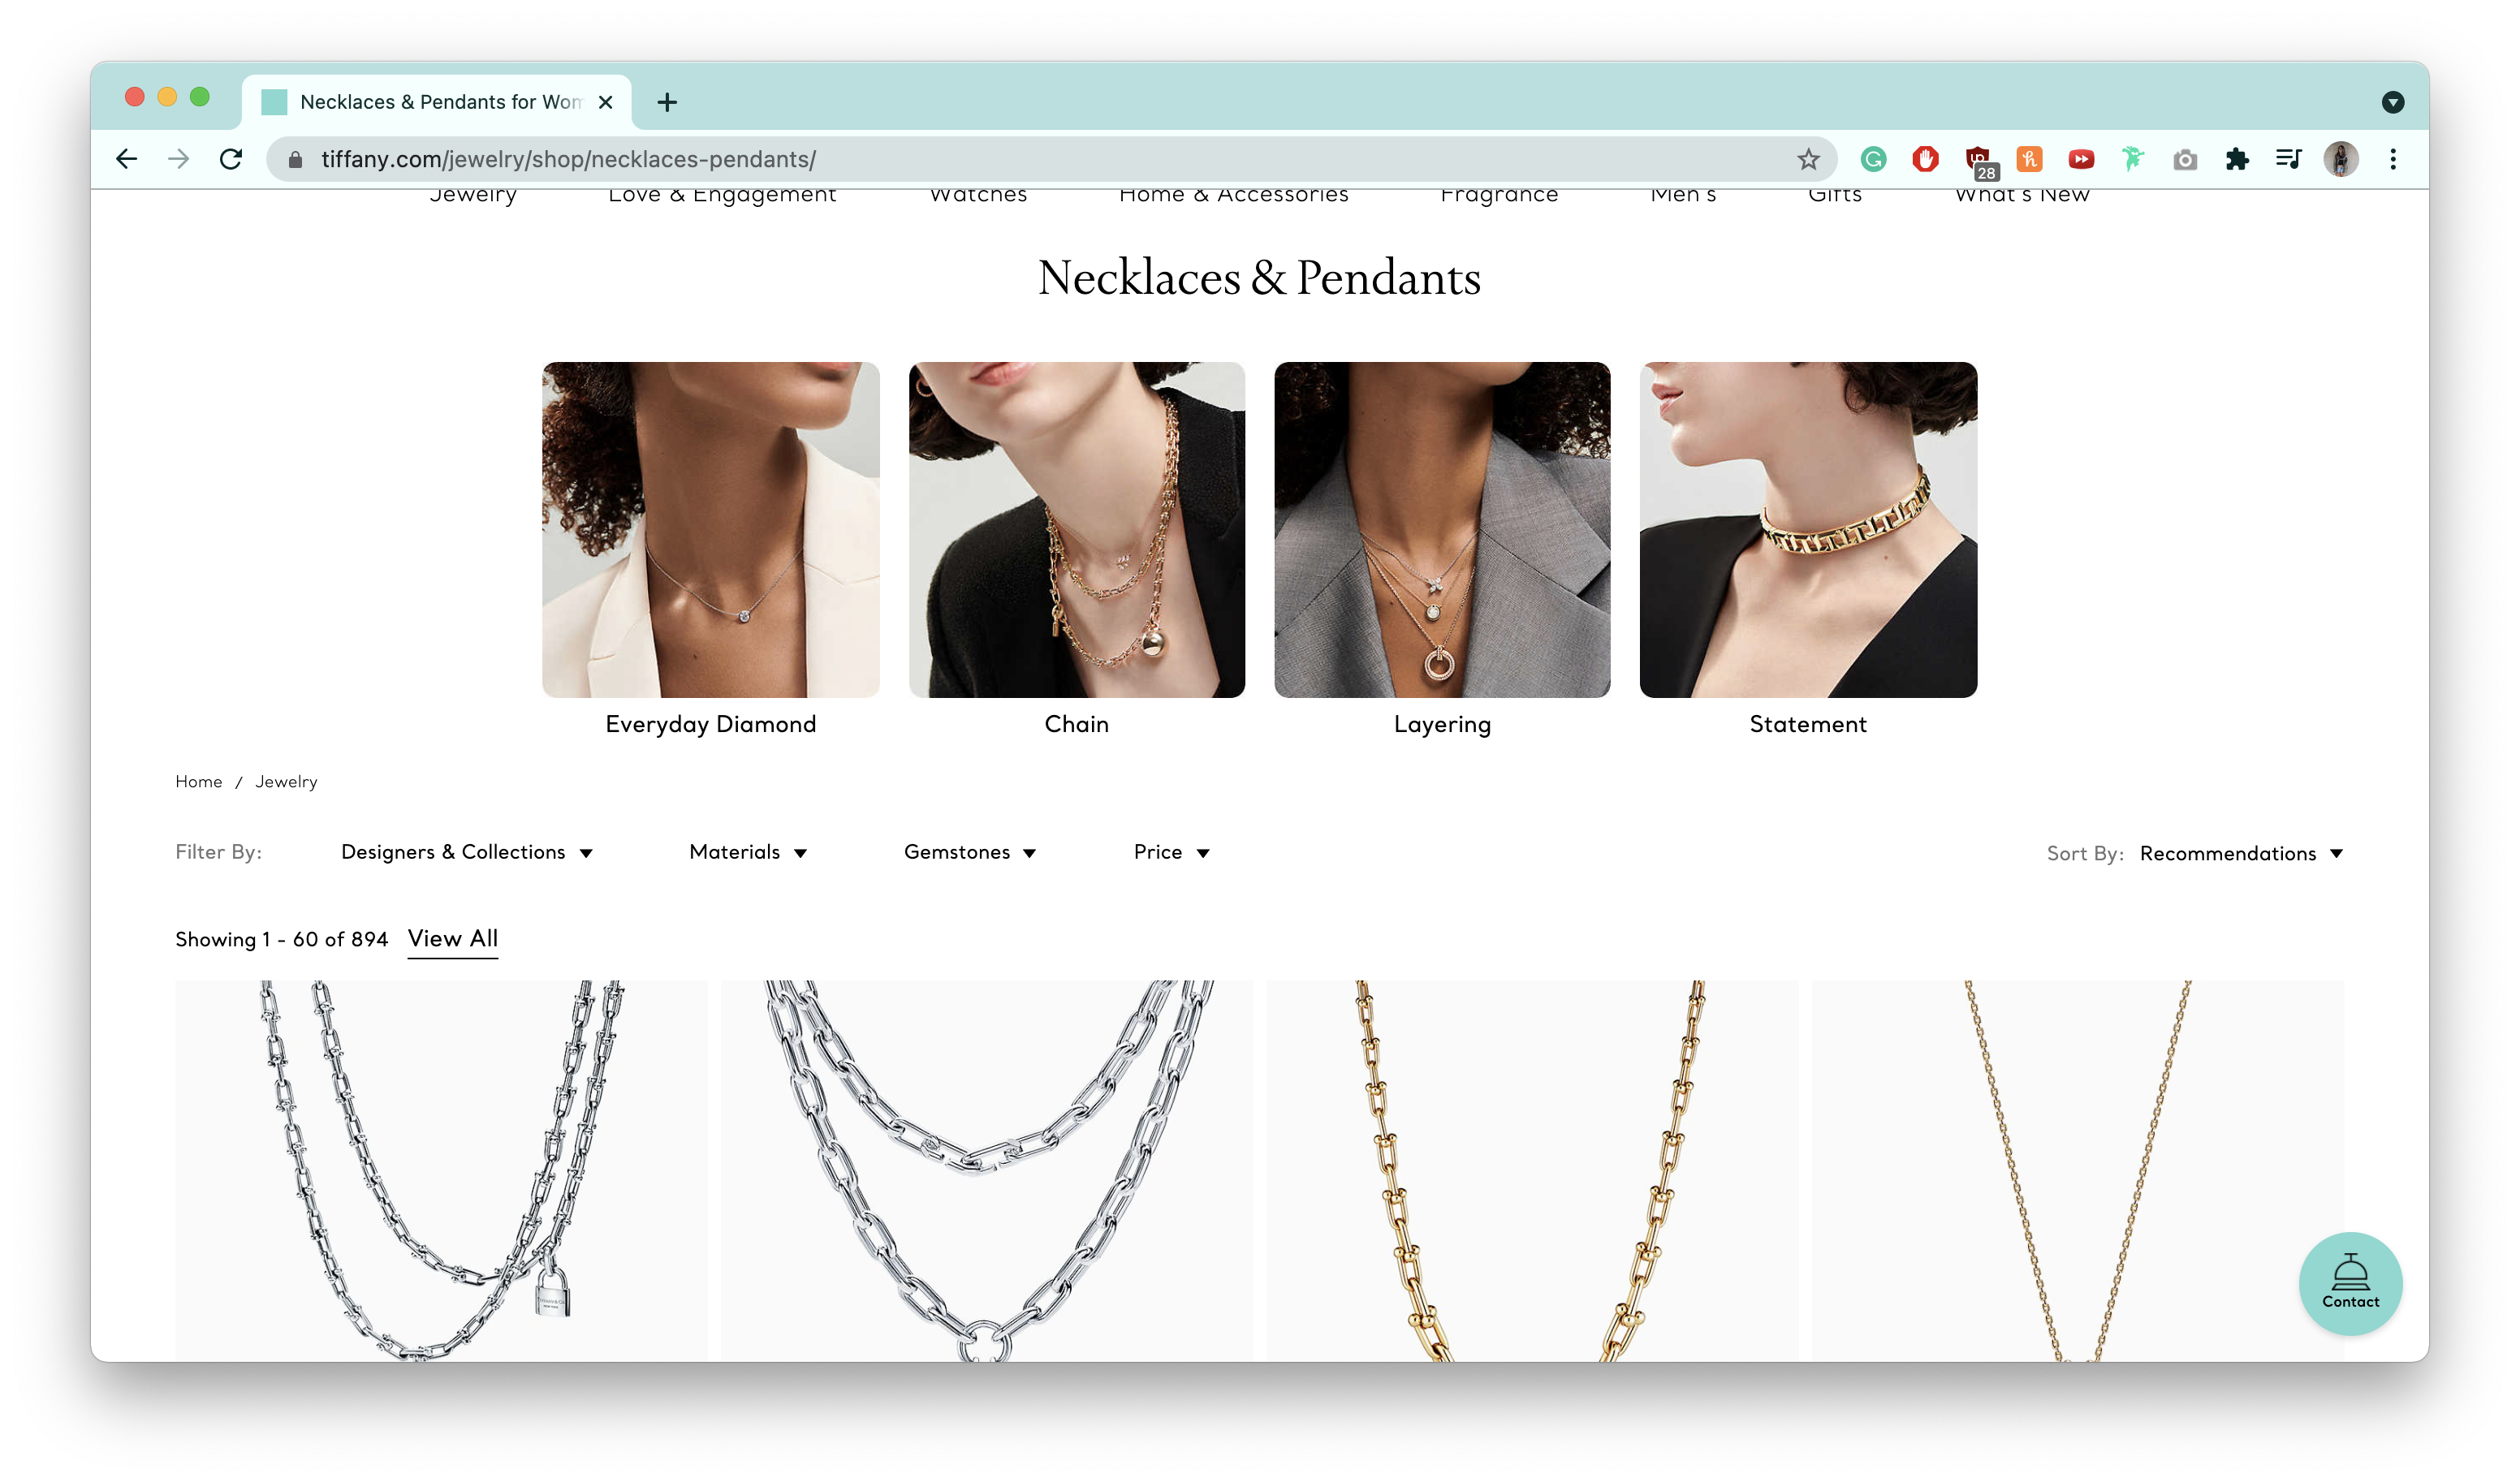 Necklaces & Pendants for Wom
tiffany.com/jewelry/shop/necklaces-pendants/
28
Jewelry Love & Engagement Watches Home & Accessories Fragrance Men's Gifts What's New
Necklaces & Pendants
Everyday Diamond Chain Layering Statement
Home / Jewelry
Filter By: Designers & Collections Materials Gemstones Price Sort By: Recommendations
Showing 1 - 60 of 894 View All
Contact